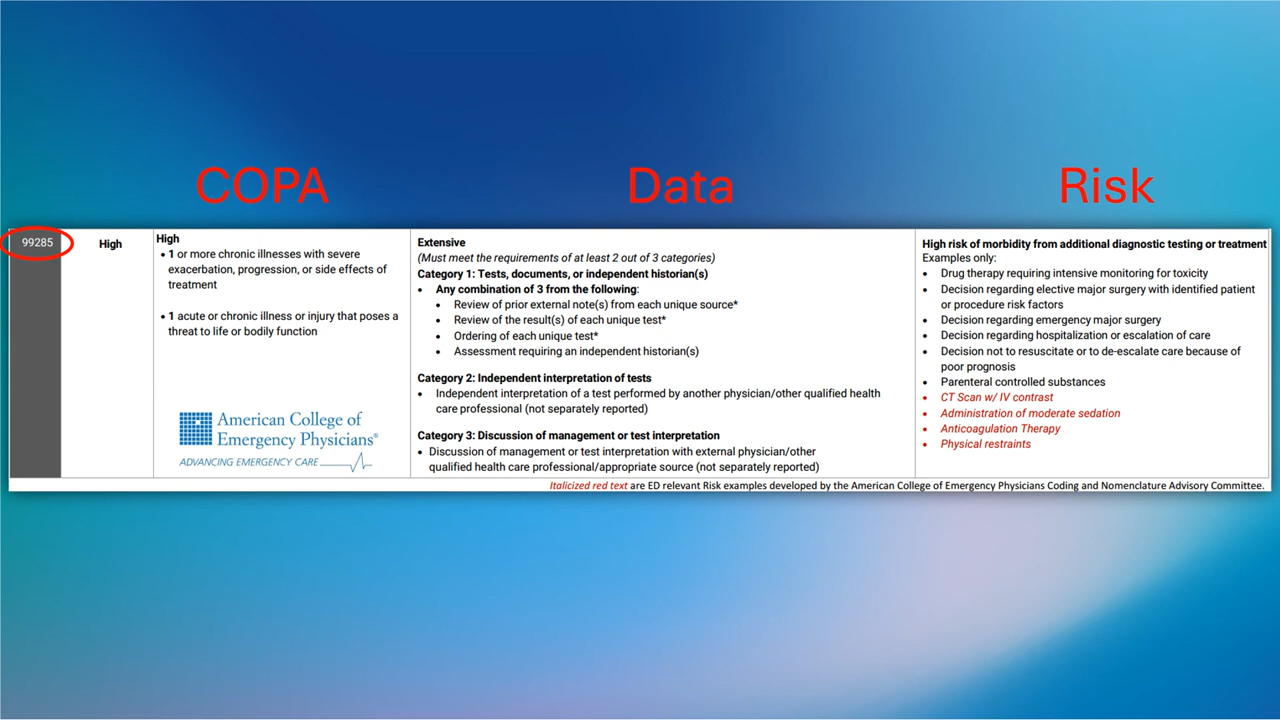 COPA
Data
Risk
99285
High
High
• 1 or more chronic illnesses with severe
exacerbation, progression, or side effects of
treatment
• 1 acute or chronic illness or injury that poses a
threat to life or bodily function
American College of
Emergency Physicians®
ADVANCING EMERGENCY CARE
Extensive
(Must meet the requirements of at least 2 out of 3 categories)
Category 1: Tests, documents, or independent historian(s)
• Any combination of 3 from the following:
• Review of prior external note(s) from each unique source*
• Review of the result(s) of each unique test*
• Ordering of each unique test*
• Assessment requiring an independent historian(s)
Category 2: Independent interpretation of tests
• Independent interpretation of a test performed by another physician/other qualified health
care professional (not separately reported)
Category 3: Discussion of management or test interpretation
• Discussion of management or test interpretation with external physician/other
qualified health care professional/appropriate source (not separately reported)
High risk of morbidity from additional diagnostic testing or treatment
Examples only:
• Drug therapy requiring intensive monitoring for toxicity
• Decision regarding elective major surgery with identified patient
or procedure risk factors
• Decision regarding emergency major surgery
• Decision regarding hospitalization or escalation of care
• Decision not to resuscitate or to de-escalate care because of
poor prognosis
• Parenteral controlled substances
• CT Scan w/ IV contrast
• Administration of moderate sedation
• Anticoagulation Therapy
• Physical restraints
Italicized red text are ED relevant Risk examples developed by the American College of Emergency Physicians Coding and Nomenclature Advisory Committee.